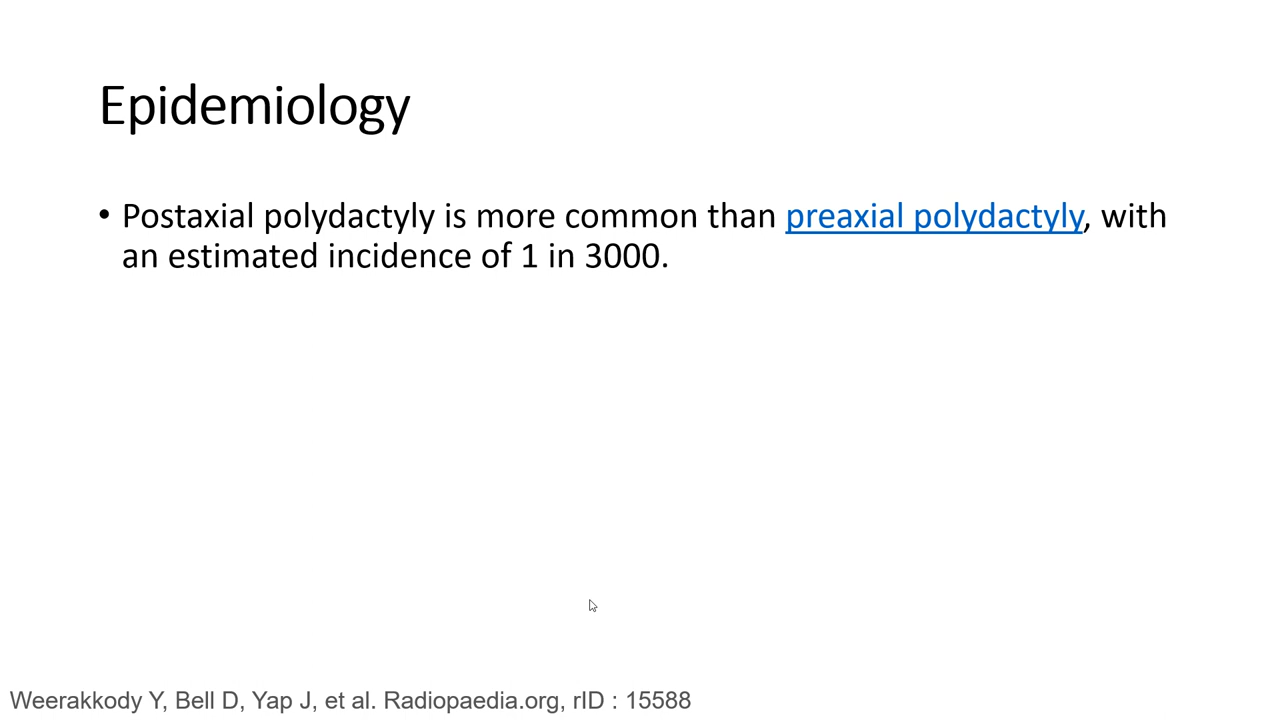 Epidemiology
• Postaxial polydactyly is more common than preaxial polydactyly, with
an estimated incidence of 1 in 3000.
Weerakkody Y, Bell D, Yap J, et al. Radiopaedia.org, rID : 15588